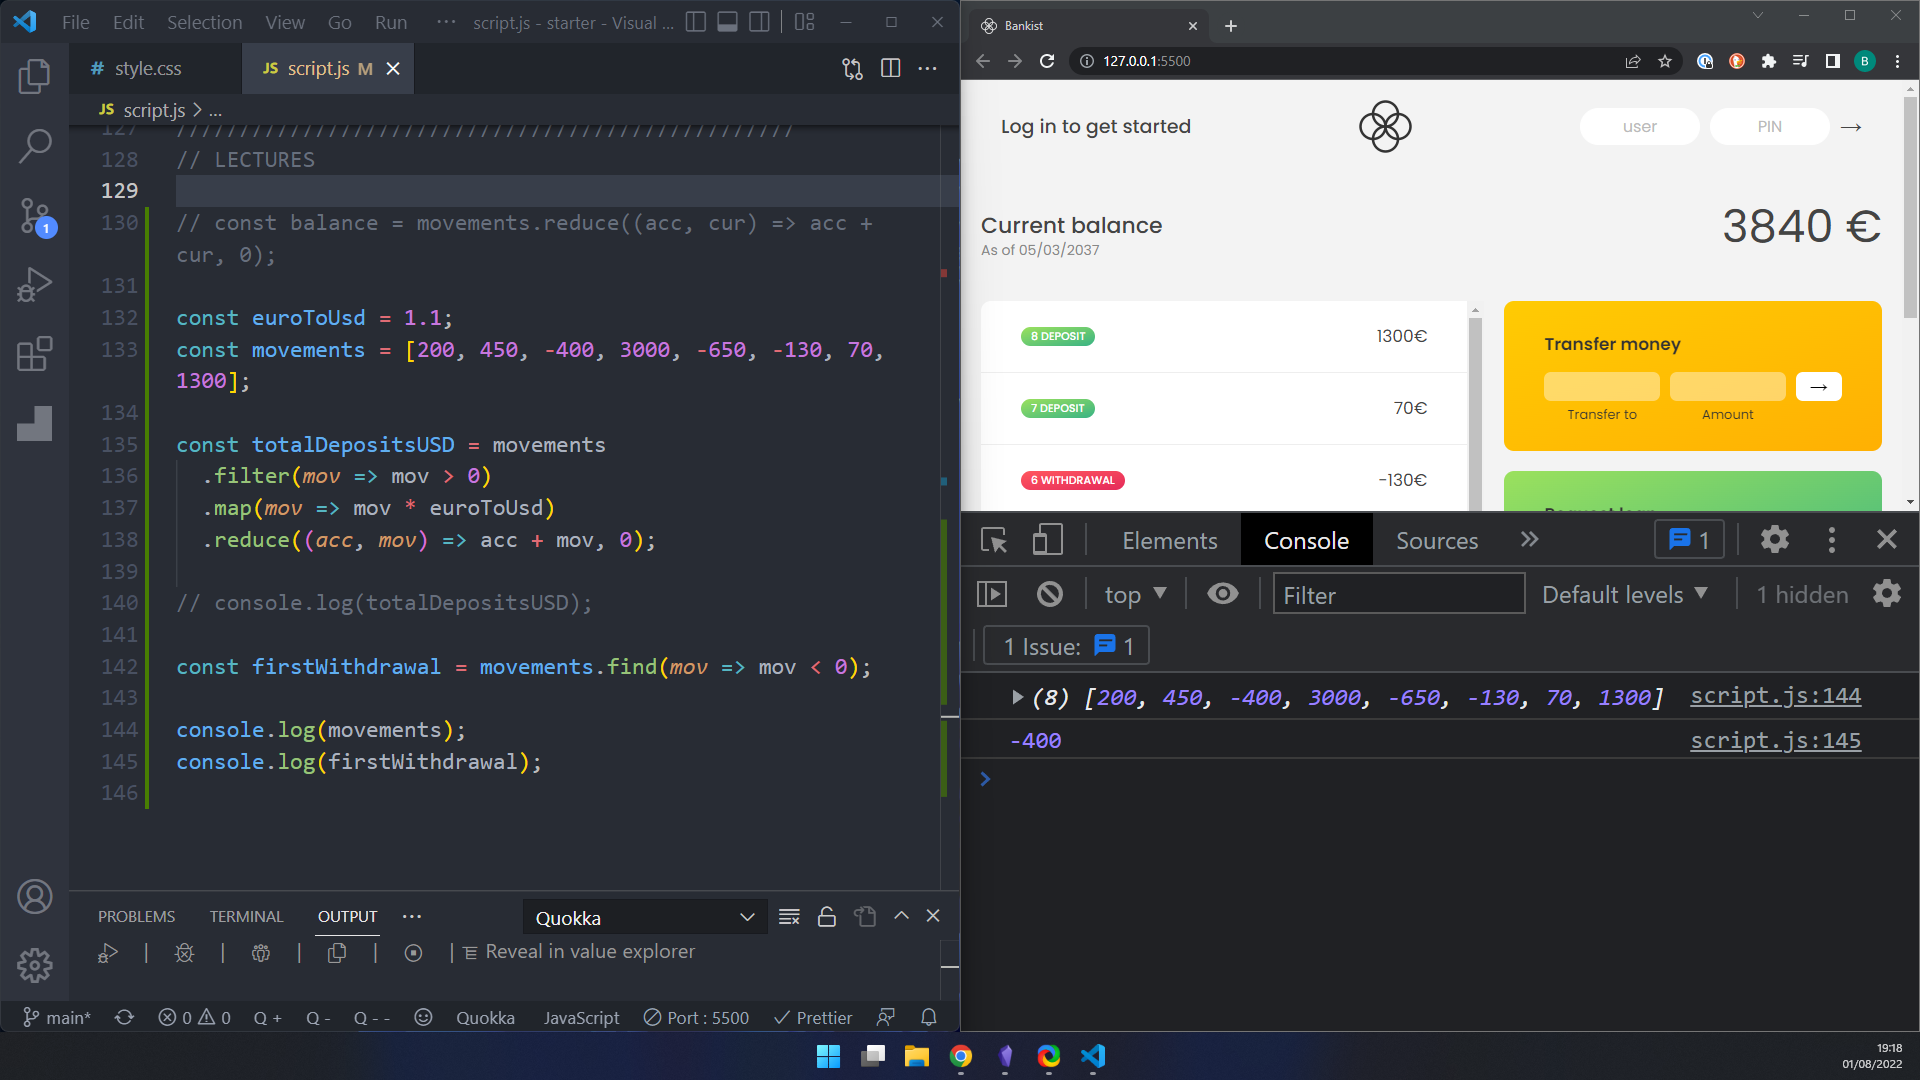 File Edit Selection View Go Run ··· script.js - starter - Visual ...
# style.css JS script.js M
JS script.js > ...
127 /////////////////////////////////////////////////
128 // LECTURES
129
130 // const balance = movements.reduce((acc, cur) => acc +
cur, 0);
131
132 const euroToUsd = 1.1;
133 const movements = [200, 450, -400, 3000, -650, -130, 70,
1300];
134
135 const totalDepositsUSD = movements
136 .filter(mov => mov > 0)
137 .map(mov => mov * euroToUsd)
138 .reduce((acc, mov) => acc + mov, 0);
139
140 // console.log(totalDepositsUSD);
141
142 const firstWithdrawal = movements.find(mov => mov < 0);
143
144 console.log(movements);
145 console.log(firstWithdrawal);
146
1
PROBLEMS TERMINAL OUTPUT ··· Quokka
Reveal in value explorer
main* 0 0 Q + Q - Q - - Quokka JavaScript Port : 5500 Prettier
Bankist
127.0.0.1:5500
B
Log in to get started user PIN →
Current balance 3840 €
As of 05/03/2037
8 DEPOSIT 1300€
7 DEPOSIT 70€
6 WITHDRAWAL -130€
Transfer money
→
Transfer to Amount
Request loan
Elements Console Sources » 1
top Filter Default levels 1 hidden
1 Issue: 1
(8) [200, 450, -400, 3000, -650, -130, 70, 1300] script.js:144
-400 script.js:145
19:18
01/08/2022